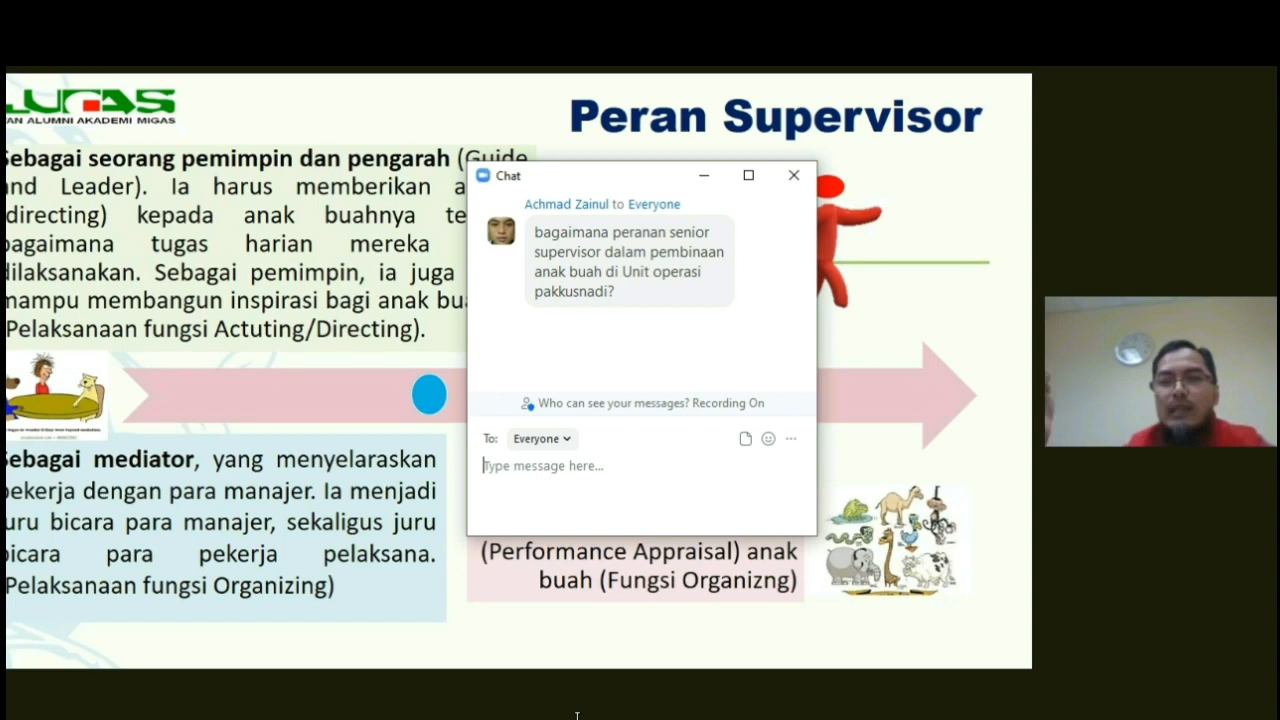 AN ALUMNI AKADEMI MIGAS
Peran Supervisor
Sebagai seorang pemimpin dan pengarah (Guide
and Leader). Ia harus memberikan a
directing) kepada anak buahnya te
bagaimana tugas harian mereka
dilaksanakan. Sebagai pemimpin, ia juga
mampu membangun inspirasi bagi anak bua
Pelaksanaan fungsi Actuting/Directing).
Sebagai mediator, yang menyelaraskan
pekerja dengan para manajer. Ia menjadi
juru bicara para manajer, sekaligus juru
bicara para pekerja pelaksana.
Pelaksanaan fungsi Organizing)
Chat
Achmad Zainul to Everyone
bagaimana peranan senior
supervisor dalam pembinaan
anak buah di Unit operasi
pakkusnadi?
Who can see your messages? Recording On
To: Everyone
Type message here...
(Performance Appraisal) anak
buah (Fungsi Organizng)